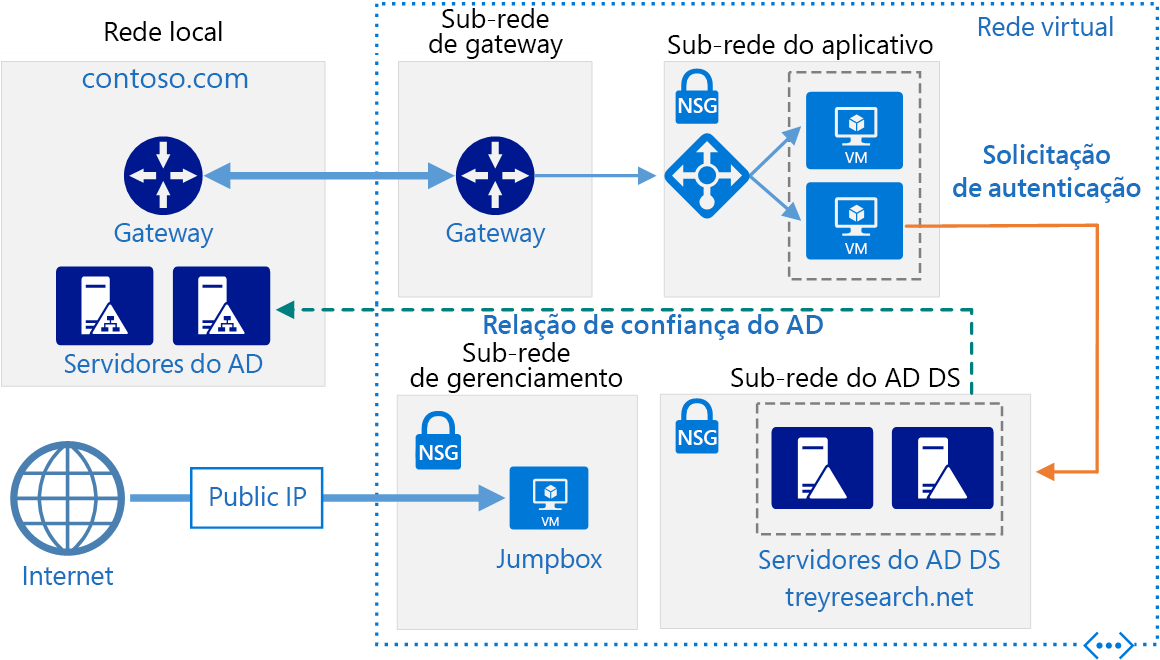 Rede local
contoso.com
Gateway
Servidores do AD
Rede virtual
Sub-rede
de gateway
Gateway
Sub-rede do aplicativo
NSG
VM
VM
Solicitação
de autenticação
Relação de confiança do AD
Sub-rede
de gerenciamento
NSG
VM
Jumpbox
Sub-rede do AD DS
NSG
Servidores do AD DS
treyresearch.net
Public IP
Internet